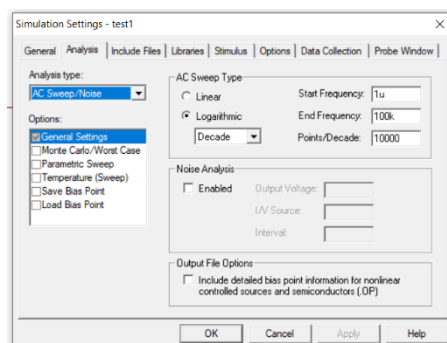 Simulation Settings - test1
General Analysis Include Files Libraries Stimulus Options Data Collection Probe Window
Analysis type:
AC Sweep/Noise
Options:
General Settings
Monte Carlo/Worst Case
Parametric Sweep
Temperature (Sweep)
Save Bias Point
Load Bias Point
AC Sweep Type
Linear
Logarithmic
Decade
Start Frequency: 1u
End Frequency: 100k
Points/Decade: 10000
Noise Analysis
Enabled
Output Voltage:
I/V Source:
Interval:
Output File Options
Include detailed bias point information for nonlinear
controlled sources and semiconductors (.OP)
OK Cancel Apply Help